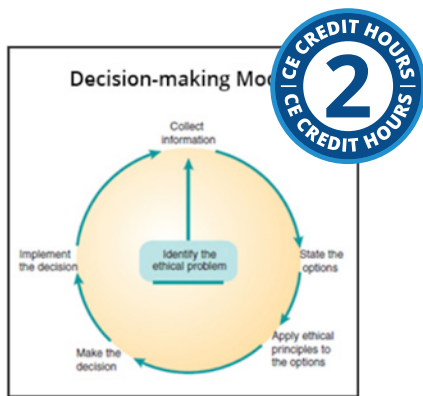 Decision-making Mo
CE CREDIT HOURS
2
CE CREDIT HOURS
Collect
information
Identify the
ethical problem
State the
options
Apply ethical
principles to
the options
Make the
decision
Implement
the decision